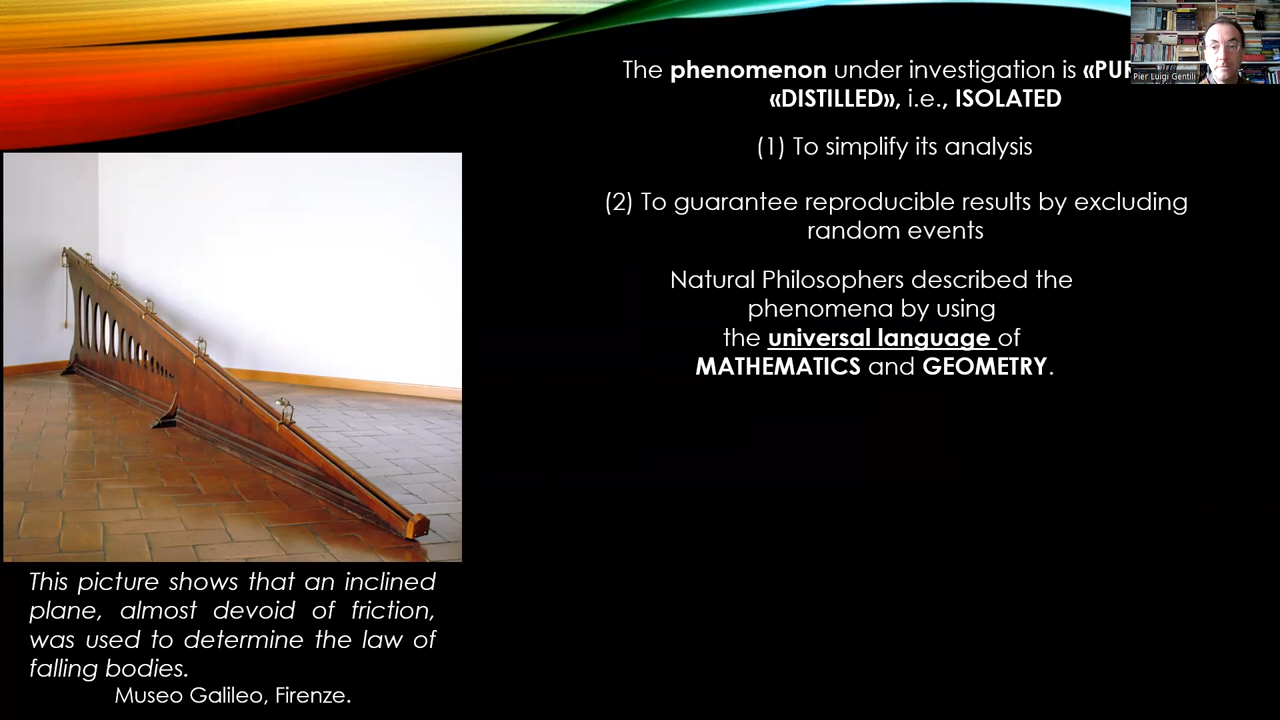 The phenomenon under investigation is
«DISTILLED», i.e., ISOLATED
(1) To simplify its analysis
(2) To guarantee reproducible results by excluding
random events
Natural Philosophers described the
phenomena by using
the universal language of
MATHEMATICS and GEOMETRY.
This picture shows that an inclined
plane, almost devoid of friction,
was used to determine the law of
falling bodies.
Museo Galileo, Firenze.
Pier Luigi Gentili